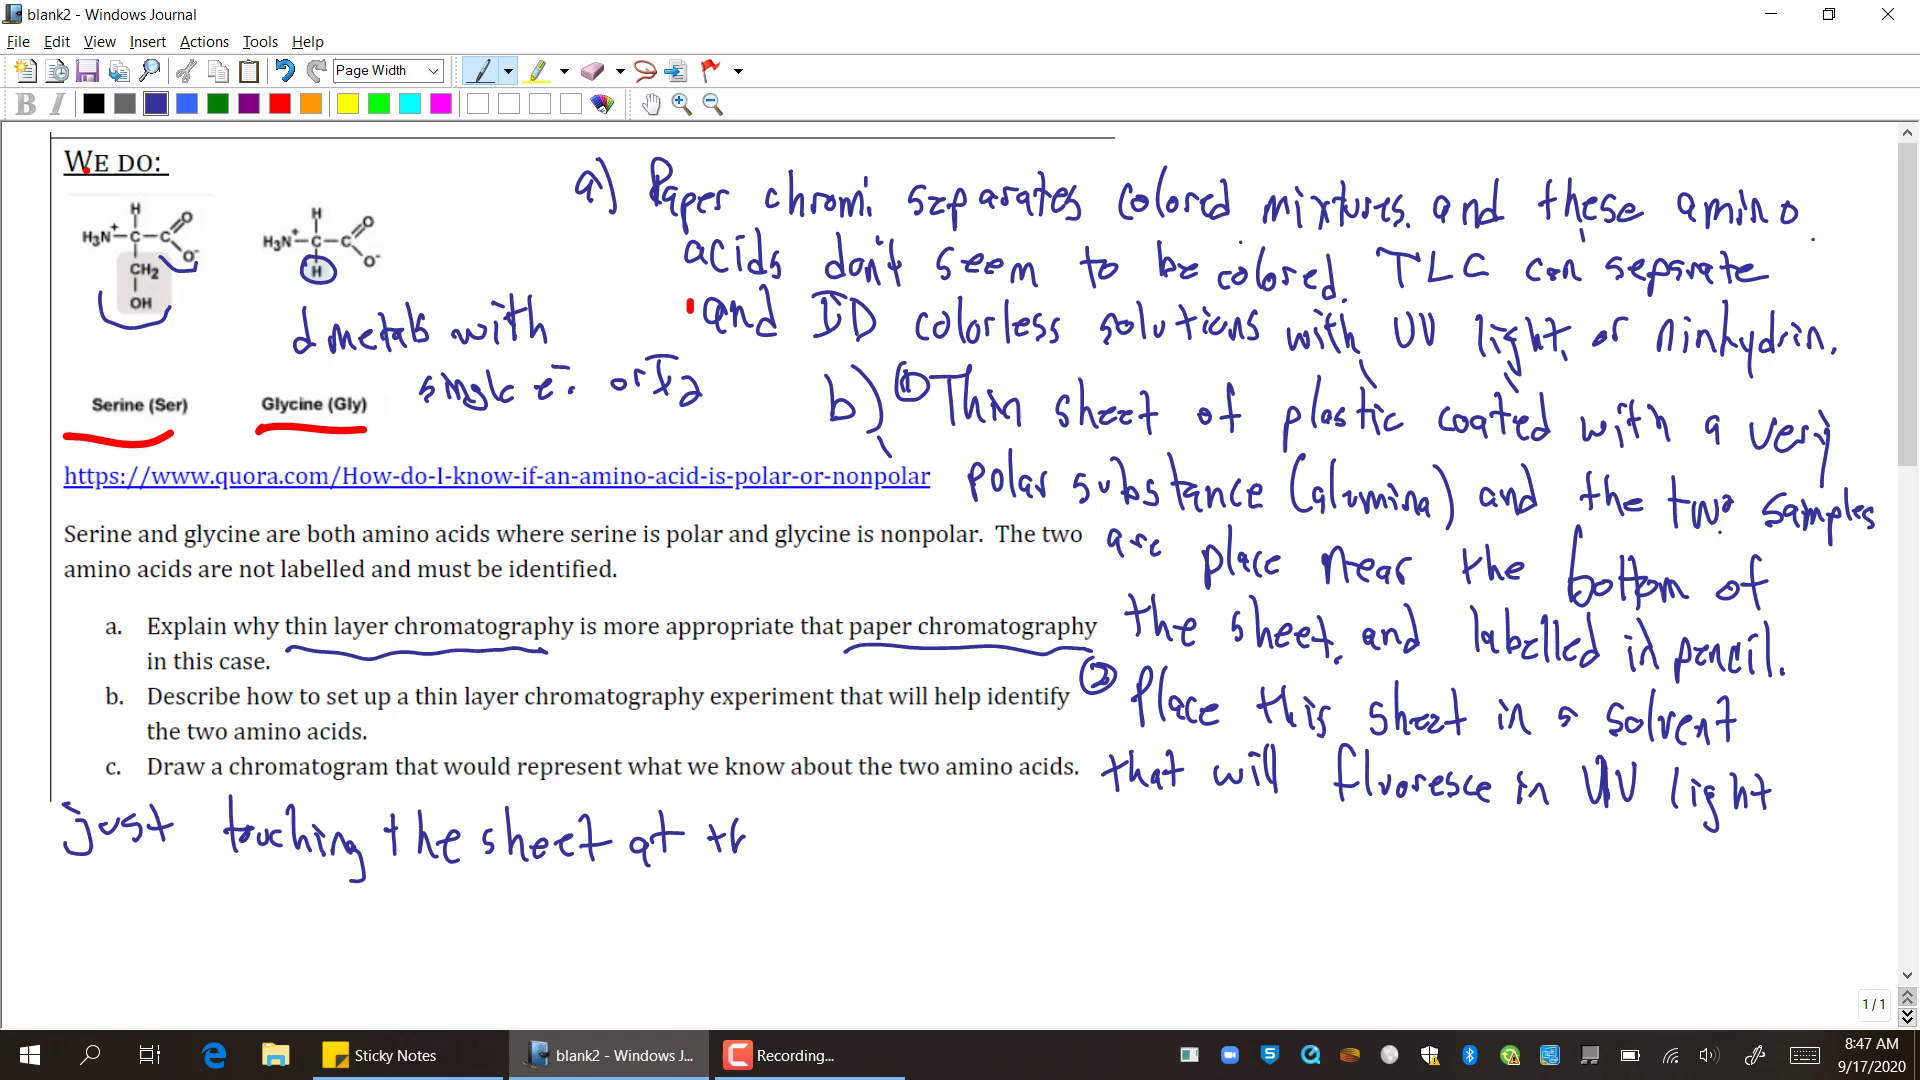 blank2 - Windows Journal
File Edit View Insert Actions Tools Help
Page Width
B I
WE DO:
H H₃N⁺ C C O O⁻ CH₂ OH
H H₃N⁺ C C O O⁻ H
Serine (Ser) Glycine (Gly)
d metals with
single e⁻. or I₂
https://www.quora.com/How-do-I-know-if-an-amino-acid-is-polar-or-nonpolar
Serine and glycine are both amino acids where serine is polar and glycine is nonpolar. The two
amino acids are not labelled and must be identified.
a. Explain why thin layer chromatography is more appropriate that paper chromatography
in this case.
b. Describe how to set up a thin layer chromatography experiment that will help identify
the two amino acids.
c. Draw a chromatogram that would represent what we know about the two amino acids.
a) Paper chrom. separates colored mixtures. and these amino
acids don't seem to be colored. TLC can separate
and ID colorless solutions with UV light. or ninhydrin.
b) ① Thin sheet of plastic coated with a very
polar substance (alumina) and the two samples
are place near the bottom of
the sheet. and labelled in pencil.
② Place this sheet in a solvent
that will fluoresce in UV light
just touching the sheet at th
1/1
Sticky Notes
blank2 - Windows J...
Recording...
8:47 AM
9/17/2020